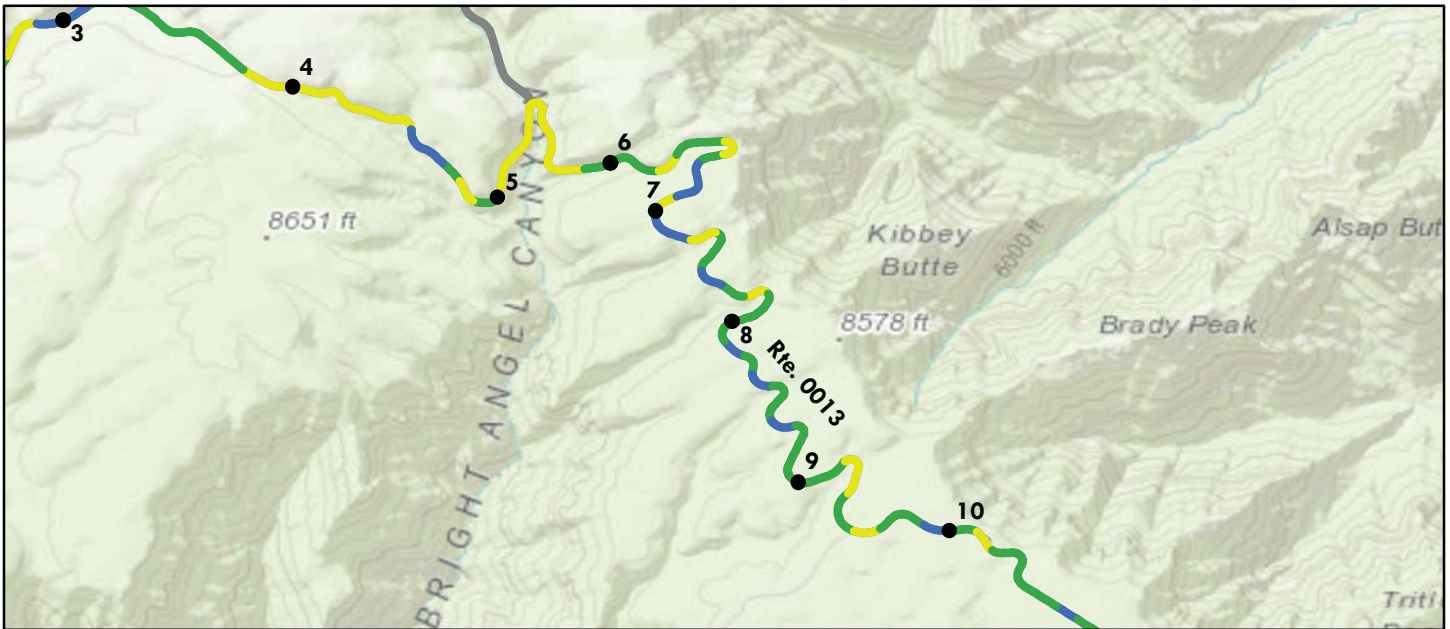 3
4
6
5
7
8651 ft
Kibbey
Butte
6000 ft
Alsap But
8578 ft
Brady Peak
8
Rte. 0013
9
10
BRIGHT ANGEL CANYON